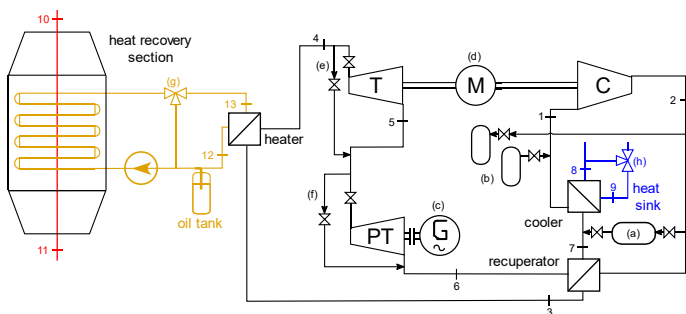 10
heat recovery
section
4
(e)
(d)
T
M
C
(g)
13
1
2
5
heater
12
(b)
8
(h)
9
heat
sink
oil tank
(f)
(c)
cooler
PT
G
~
7
(a)
11
recuperator
6
3